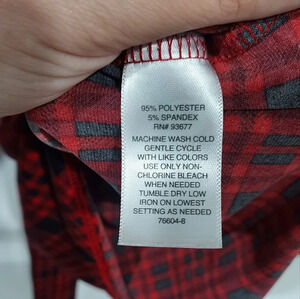 95% POLYESTER
5% SPANDEX
RN# 93677
MACHINE WASH COLD
GENTLE CYCLE
WITH LIKE COLORS
USE ONLY NON-
CHLORINE BLEACH
WHEN NEEDED
TUMBLE DRY LOW
IRON ON LOWEST
SETTING AS NEEDED
76604-8